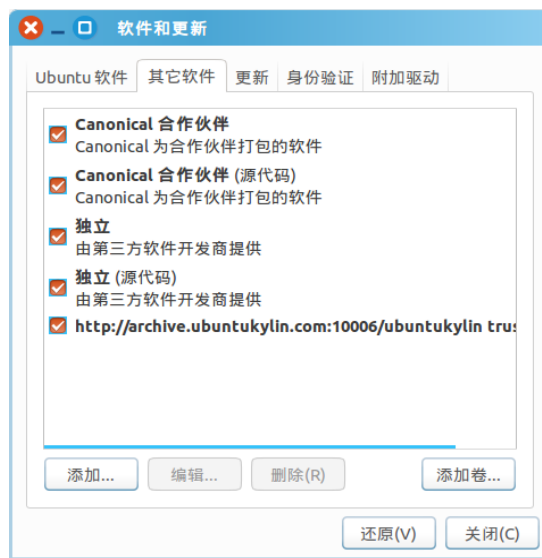 软件和更新
Ubuntu 软件 其它软件 更新 身份验证 附加驱动
Canonical 合作伙伴
Canonical 为合作伙伴打包的软件
Canonical 合作伙伴 (源代码)
Canonical 为合作伙伴打包的软件
独立
由第三方软件开发商提供
独立 (源代码)
由第三方软件开发商提供
http://archive.ubuntukylin.com:10006/ubuntukylin trus
添加... 编辑... 删除(R) 添加卷...
还原(V) 关闭(C)